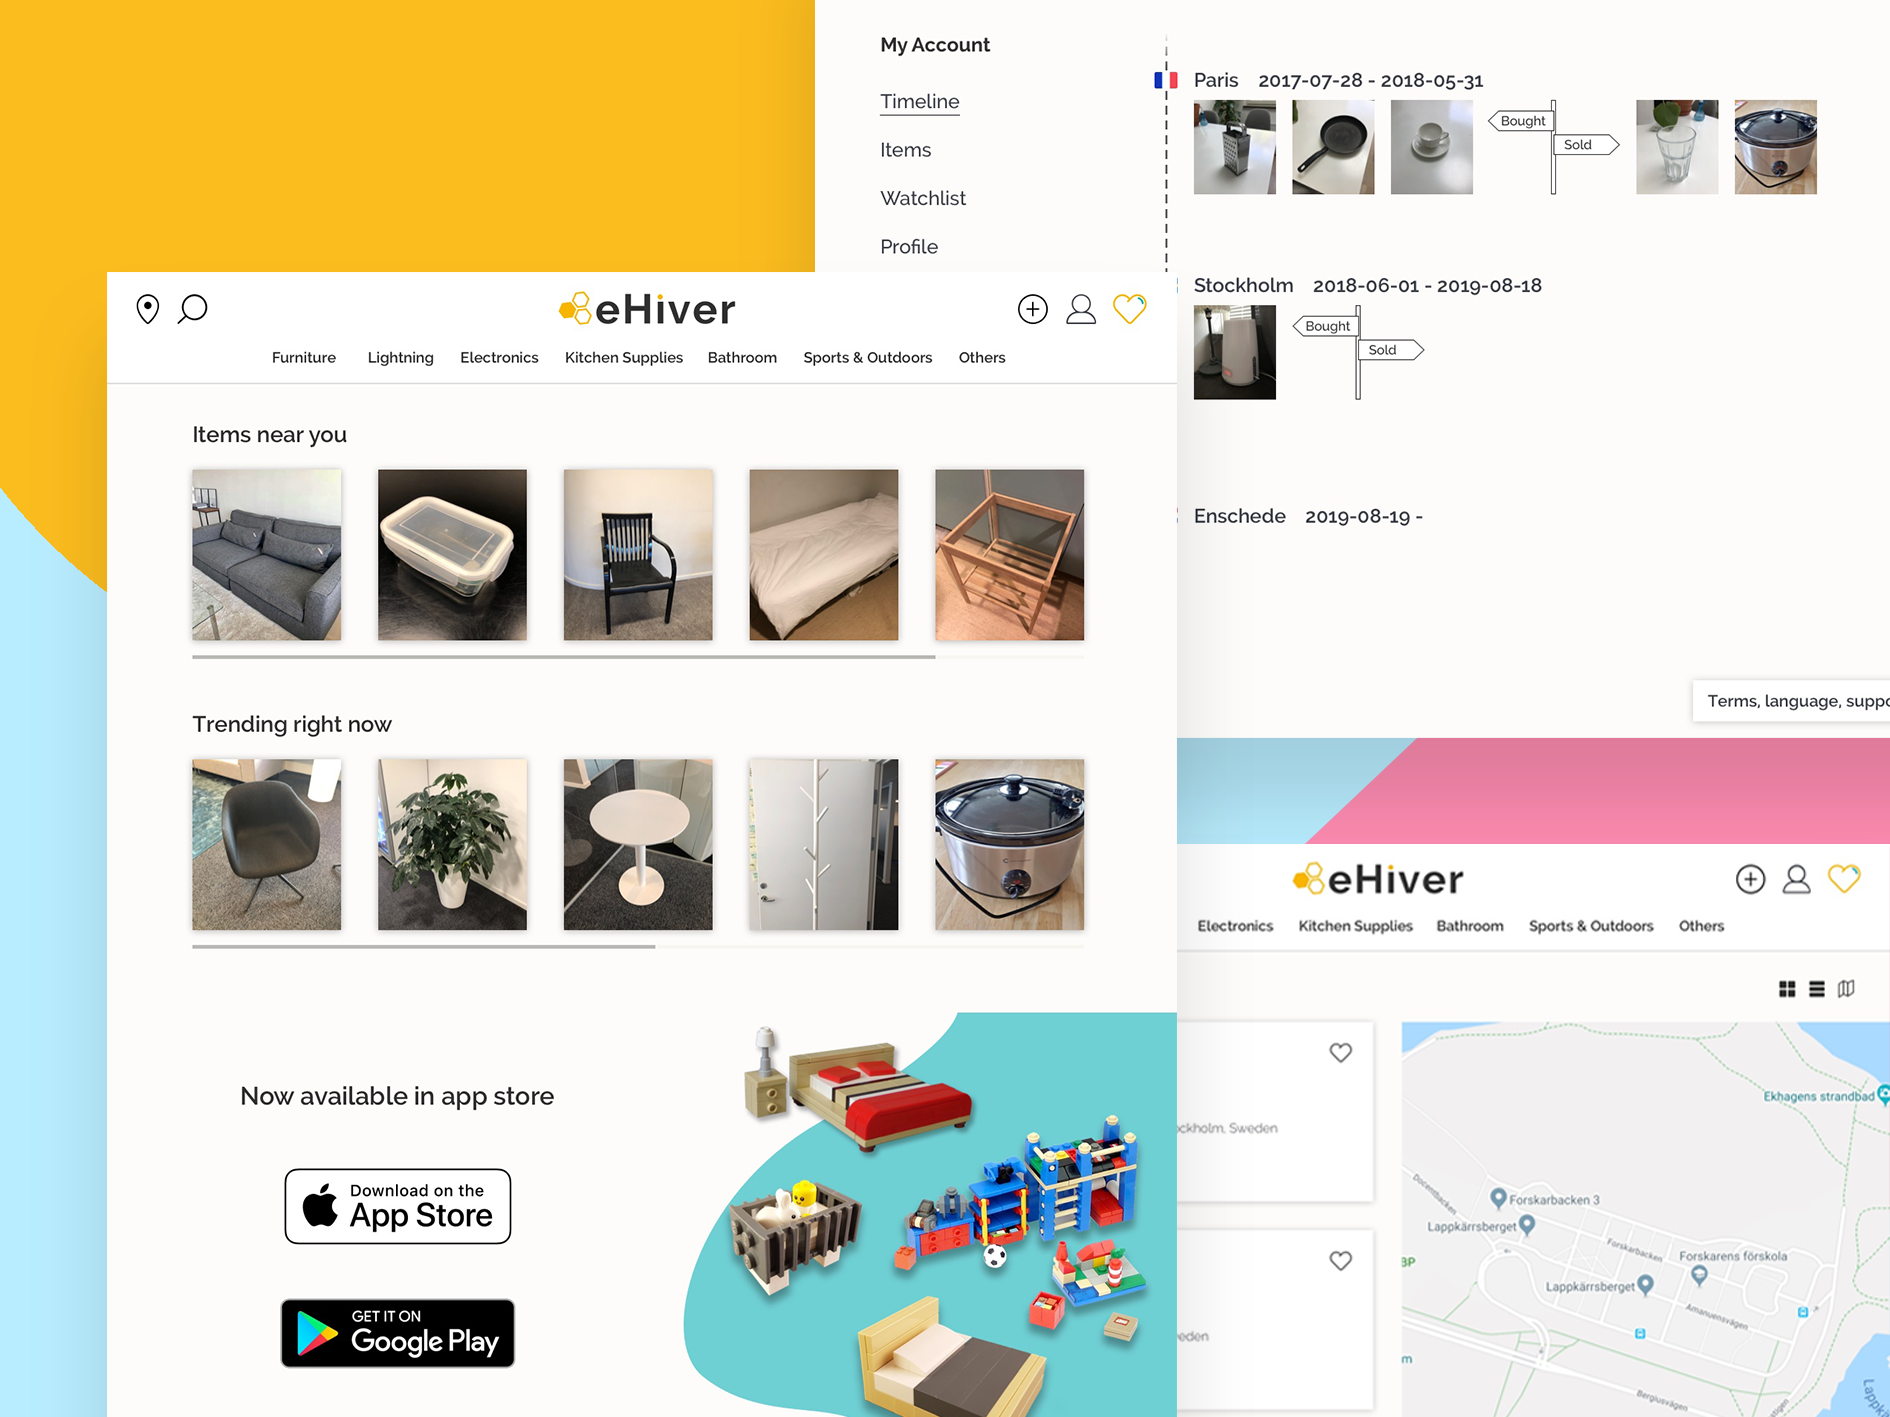 My Account
Timeline
Items
Watchlist
Profile
Paris 2017-07-28 - 2018-05-31
Bought
Sold
Stockholm 2018-06-01 - 2019-08-18
Bought
Sold
Enschede 2019-08-19 -
Terms, language, suppo
eHiver
Furniture Lightning Electronics Kitchen Supplies Bathroom Sports & Outdoors Others
Items near you
Trending right now
Now available in app store
Download on the
App Store
GET IT ON
Google Play
eHiver
Electronics Kitchen Supplies Bathroom Sports & Outdoors Others
ckholm, Sweden
eden
Ekhagens strandbad
Docentbacken
Forskarbacken 3
Lappkärrsberget
Forskarbacken
Forskarens förskola
Lappkärrsberget
Amanuensvägen
BP
m
Bergiusvägen
Lappk